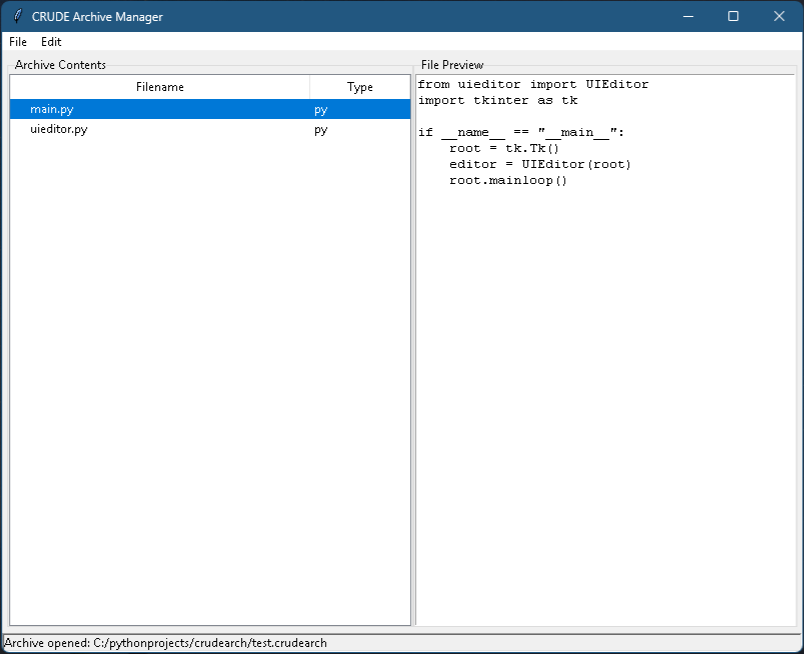 CRUDE Archive Manager
File Edit
Archive Contents
Filename Type
main.py py
uieditor.py py
File Preview
from uieditor import UIEditor
import tkinter as tk
if __name__ == "__main__":
    root = tk.Tk()
    editor = UIEditor(root)
    root.mainloop()
Archive opened: C:/pythonprojects/crudearch/test.crudearch